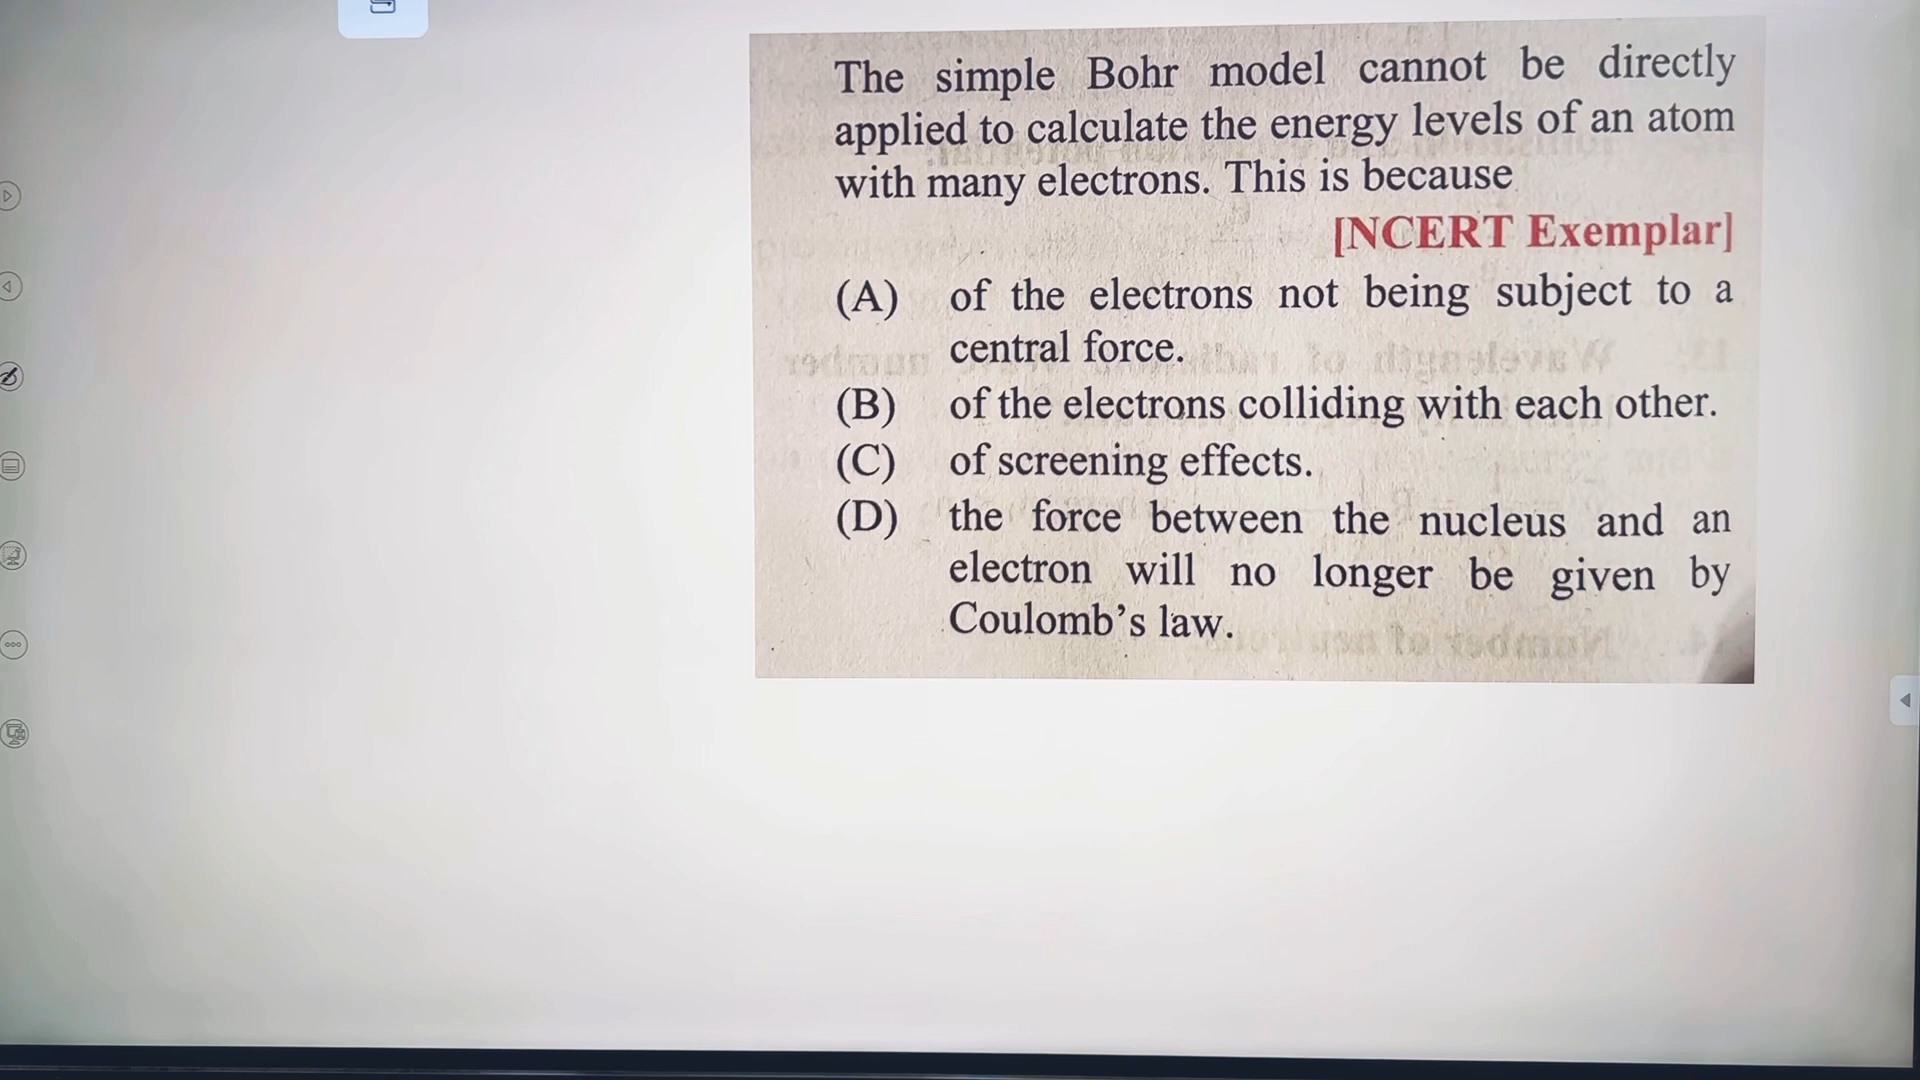 The simple Bohr model cannot be directly
applied to calculate the energy levels of an atom
with many electrons. This is because
[NCERT Exemplar]
(A) of the electrons not being subject to a
central force.
(B) of the electrons colliding with each other.
(C) of screening effects.
(D) the force between the nucleus and an
electron will no longer be given by
Coulomb's law.